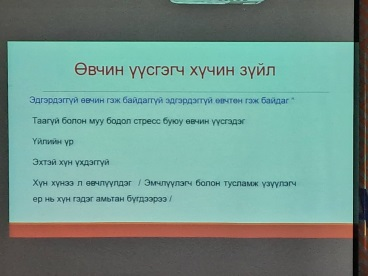 Өвчин үүсгэгч хүчин зүйл
Эдгэрдэггүй өвчин гэж байдаггүй эдгэрдэггүй өвчтөн гэж байдаг "
Таагүй болон муу бодол стресс буюу өвчин үүсгэдэг
Үйлийн үр
Эхтэй хүн үхдэггүй
Хүн хүнээ л өвчлүүлдэг / Эмчлүүлэгч болон тусламж үзүүлэгч
ер нь хүн гэдэг амьтан бүгдээрээ /